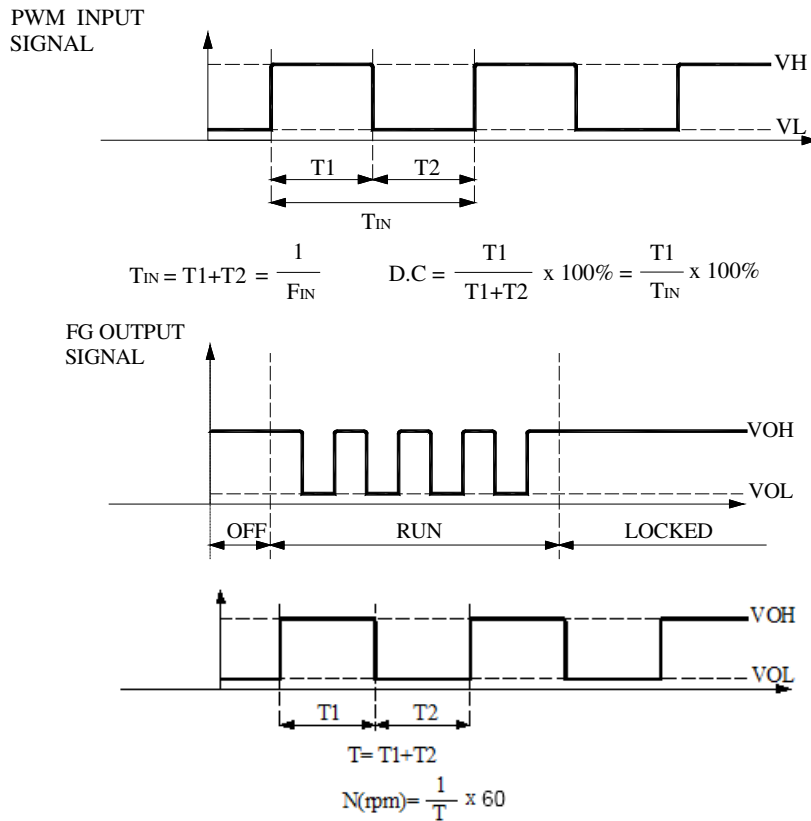 PWM INPUT
SIGNAL
VH
VL
T1 T2
TIN
TIN = T1+T2 = 1/FIN D.C = T1/T1+T2 x 100% = T1/TIN x 100%
FG OUTPUT
SIGNAL
VOH
VOL
OFF RUN LOCKED
VOH
VOL
T1 T2
T= T1+T2
N(rpm)= 1/T x 60